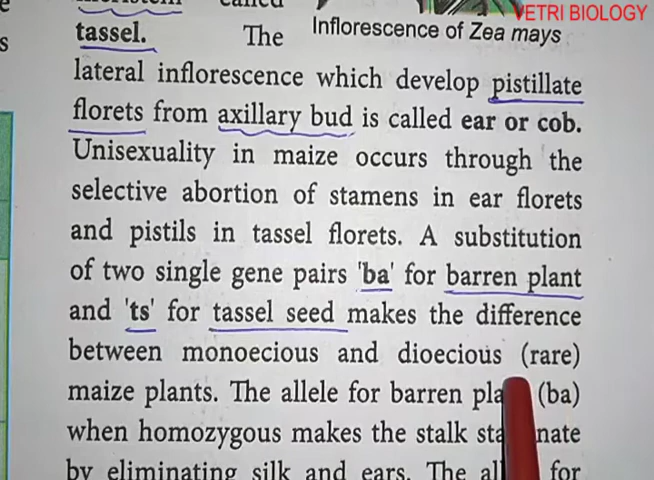 called
VETRI BIOLOGY
tassel. The
Inflorescence of Zea mays
lateral inflorescence which develop pistillate
florets from axillary bud is called ear or cob.
Unisexuality in maize occurs through the
selective abortion of stamens in ear florets
and pistils in tassel florets. A substitution
of two single gene pairs 'ba' for barren plant
and 'ts' for tassel seed makes the difference
between monoecious and dioecious (rare)
maize plants. The allele for barren (ba)
when homozygous makes the stalk
by eliminating silk and ears. The for